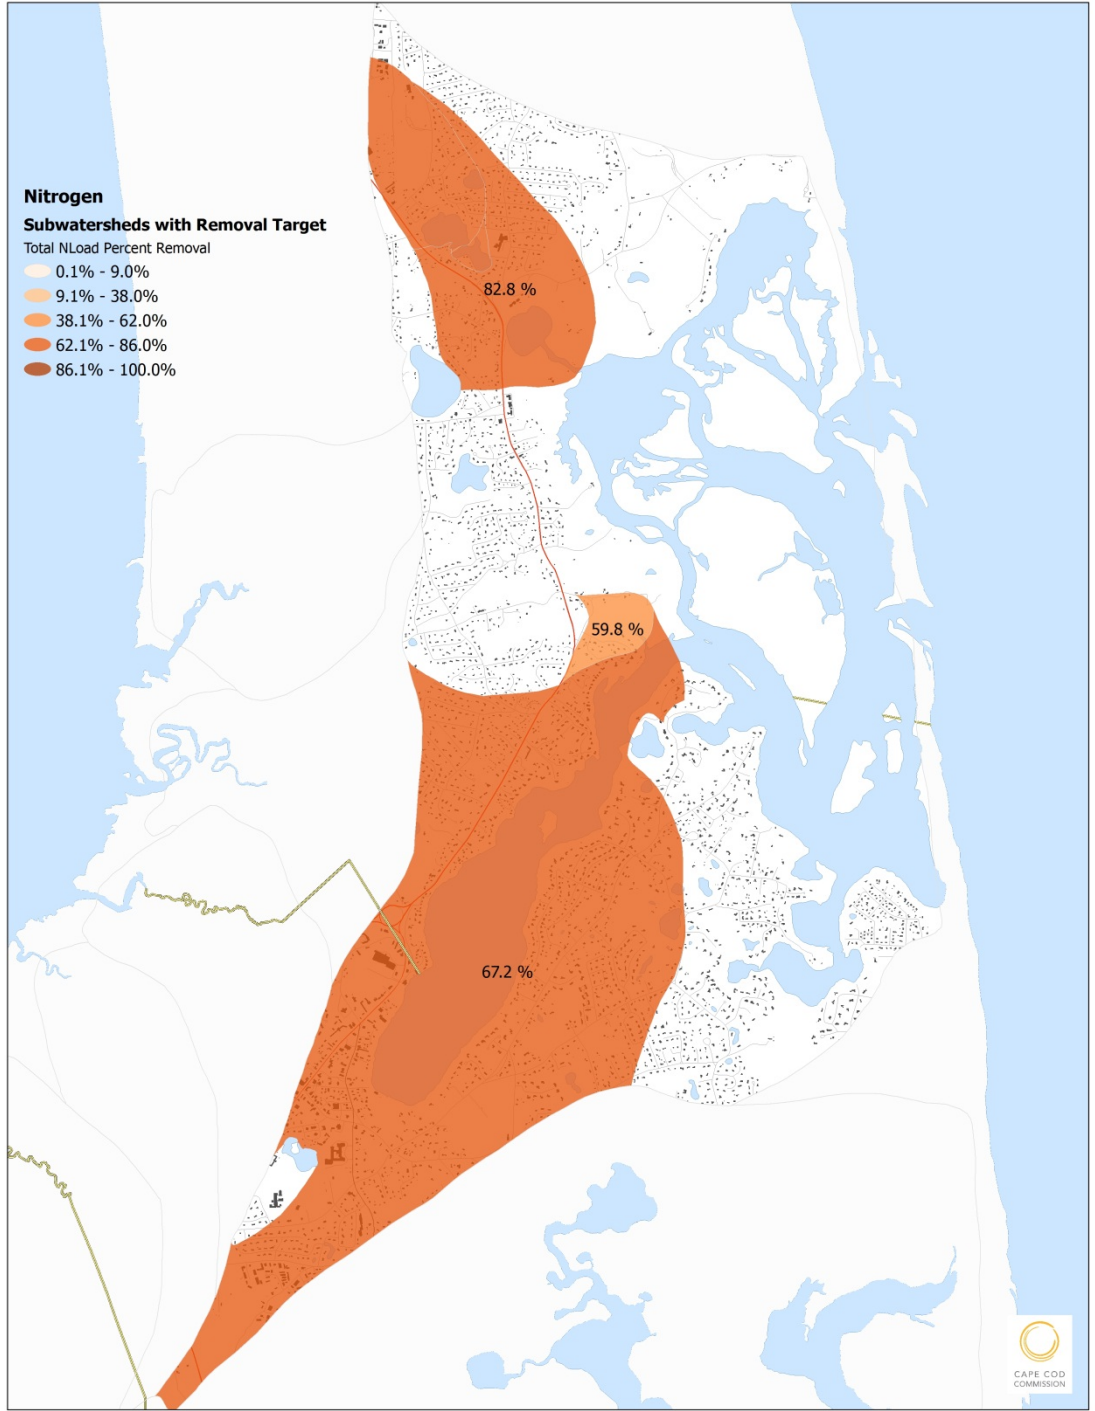 Nitrogen
Subwatersheds with Removal Target
Total NLoad Percent Removal
0.1% - 9.0%
9.1% - 38.0%
38.1% - 62.0%
62.1% - 86.0%
86.1% - 100.0%
82.8 %
59.8 %
67.2 %
CAPE COD
COMMISSION